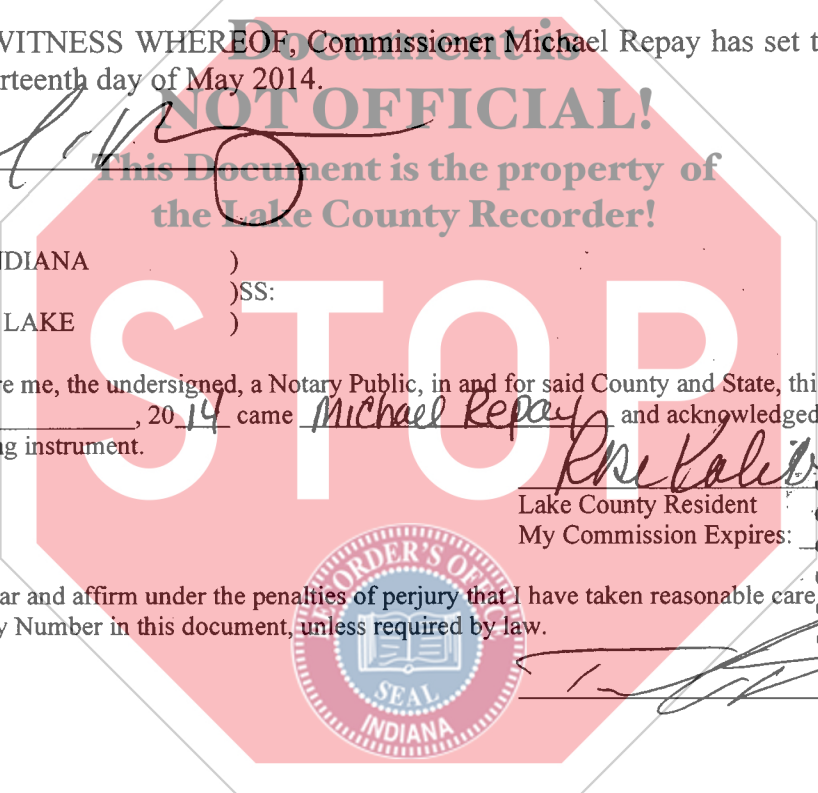 Document is
WITNESS WHEREOF, Commissioner Michael Repay has set t
rteenth day of May 2014.
NOT OFFICIAL!
This Document is the property of
the Lake County Recorder!
NDIANA )
)SS:
LAKE )
STOP
re me, the undersigned, a Notary Public, in and for said County and State, thi
, 20 14 came Michael Repay and acknowledged
ng instrument.
Lake County Resident
My Commission Expires:
RECORDER'S OFFICE
ar and affirm under the penalties of perjury that I have taken reasonable care
y Number in this document, unless required by law.
SEAL
INDIANA